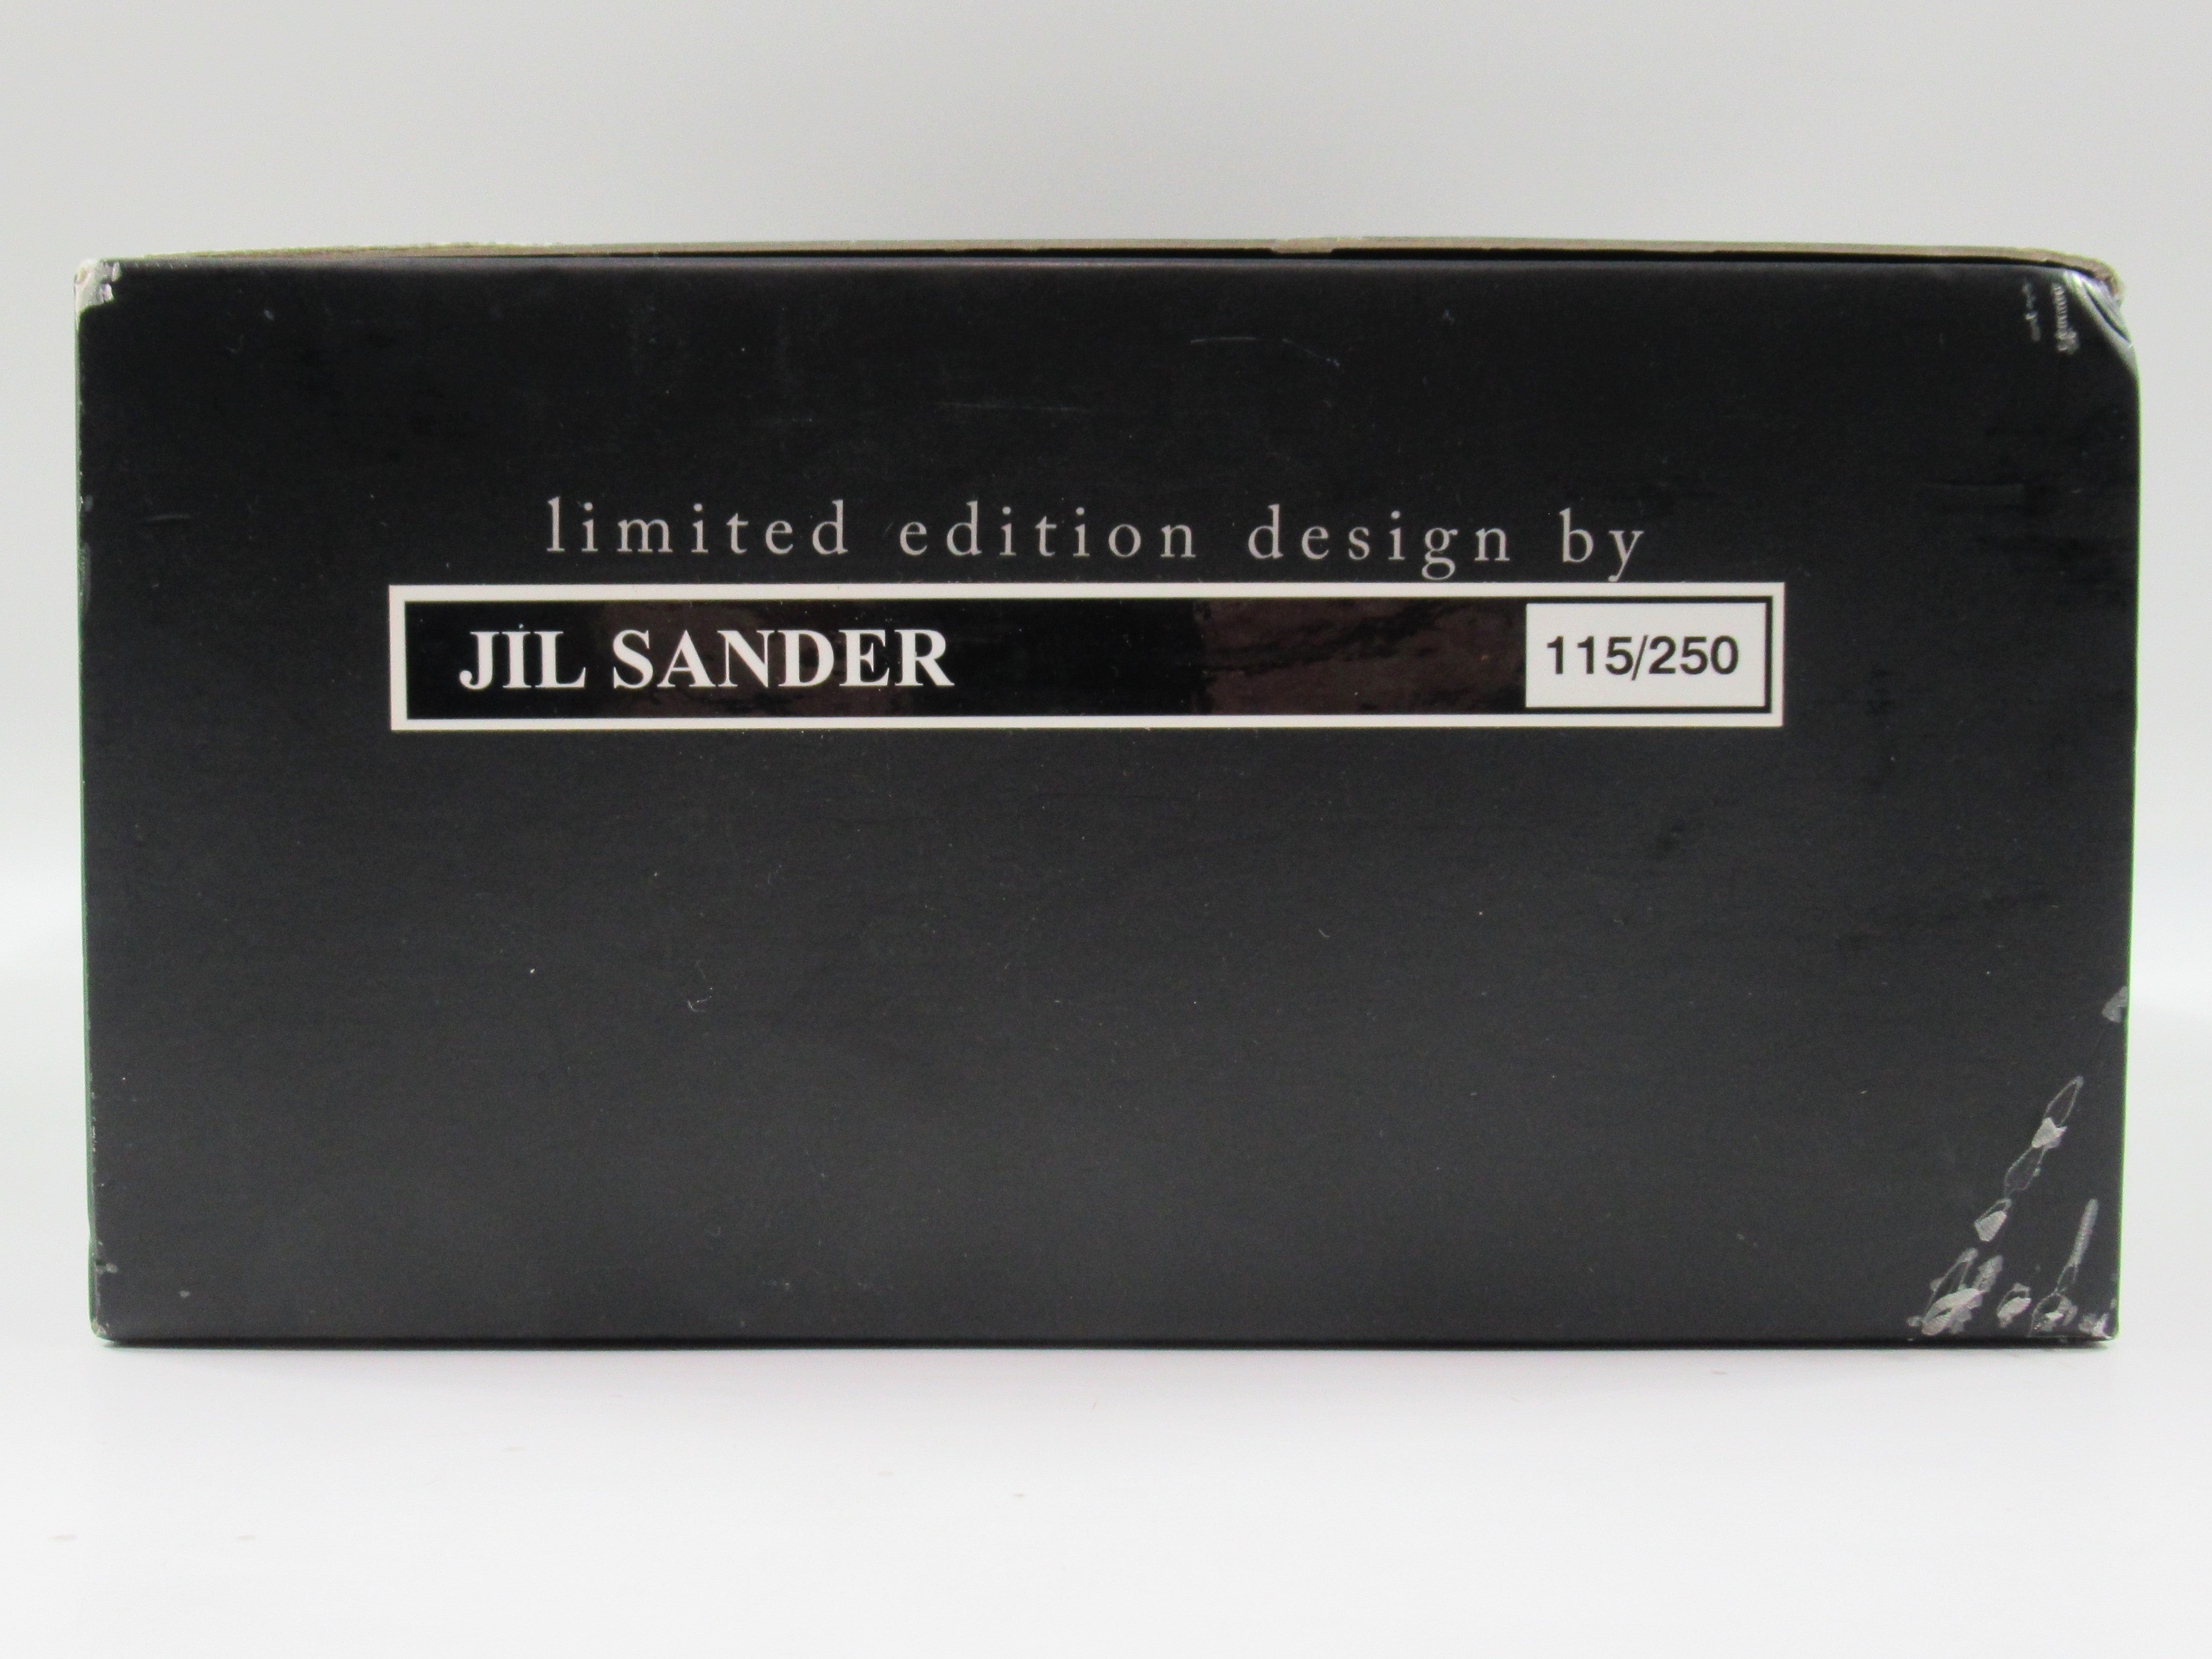 limited edition design by
JIL SANDER 115/250